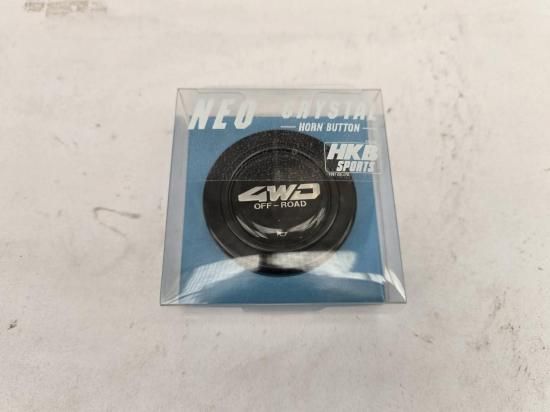 NEO CRYSTAL
HORN BUTTON
HKB
SPORTS
4WD
OFF-ROAD